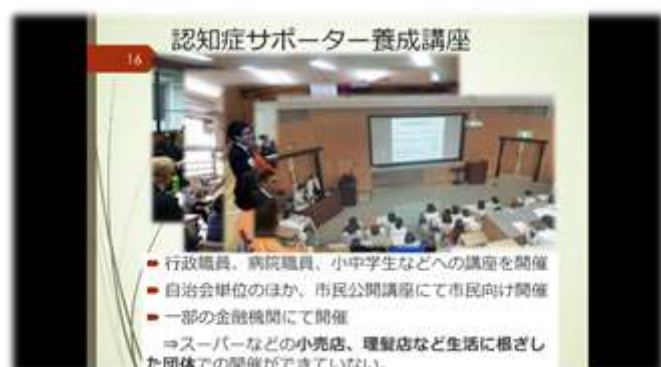 認知症サポーター養成講座
16
行政職員、病院職員、小中学生などへの講座を開催
自治会単位のほか、市民公開講座にて市民向け開催
一部の金融機関にて開催
⇒スーパーなどの小売店、理髪店など生活に根ざし
た団体での開催ができていない。